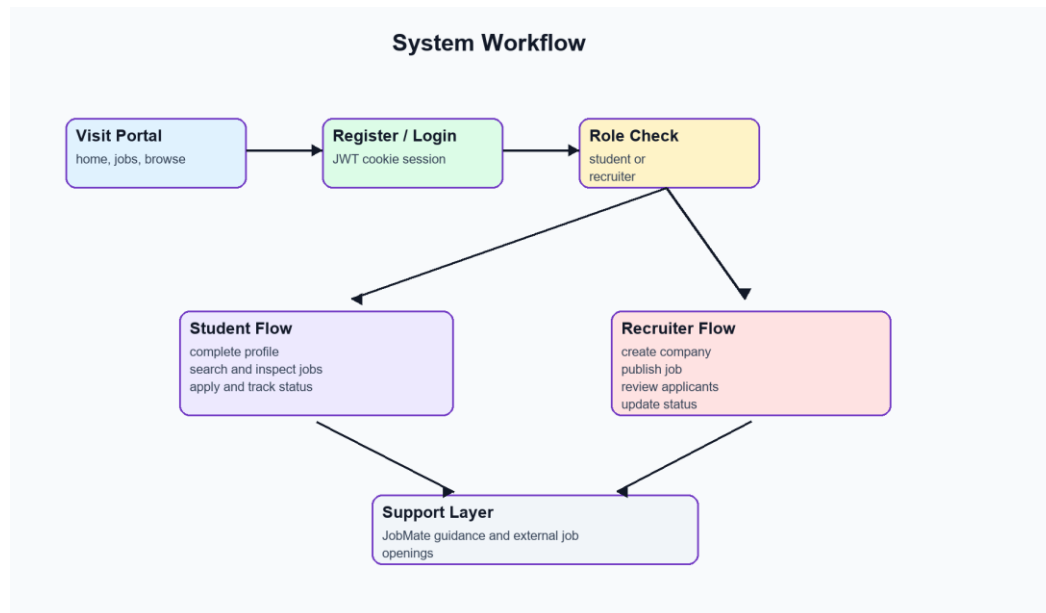 System Workflow
Visit Portal
home, jobs, browse
Register / Login
JWT cookie session
Role Check
student or
recruiter
Student Flow
complete profile
search and inspect jobs
apply and track status
Recruiter Flow
create company
publish job
review applicants
update status
Support Layer
JobMate guidance and external job
openings